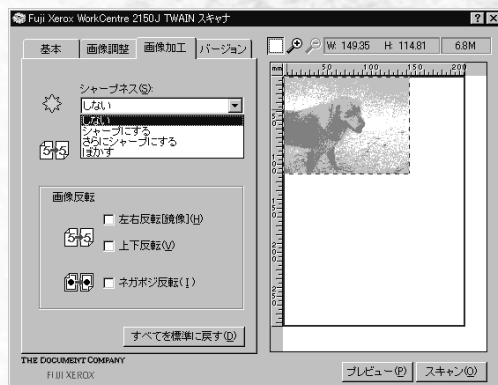 Fuji Xerox WorkCentre 2150J TWAIN スキャナ
基本 画像調整 画像加工 バージョン
W: 149.35 H: 114.81 6.8M
mm 50 100 150 200
シャープネス(S):
しない
しない
シャープにする
さらにシャープにする
ぼかす
画像反転
左右反転[鏡像](H)
上下反転(V)
ネガポジ反転(I)
すべてを標準に戻す(D)
50
100
150
200
250
THE DOCUMENT COMPANY
FUJI XEROX
プレビュー(P) スキャン(O)